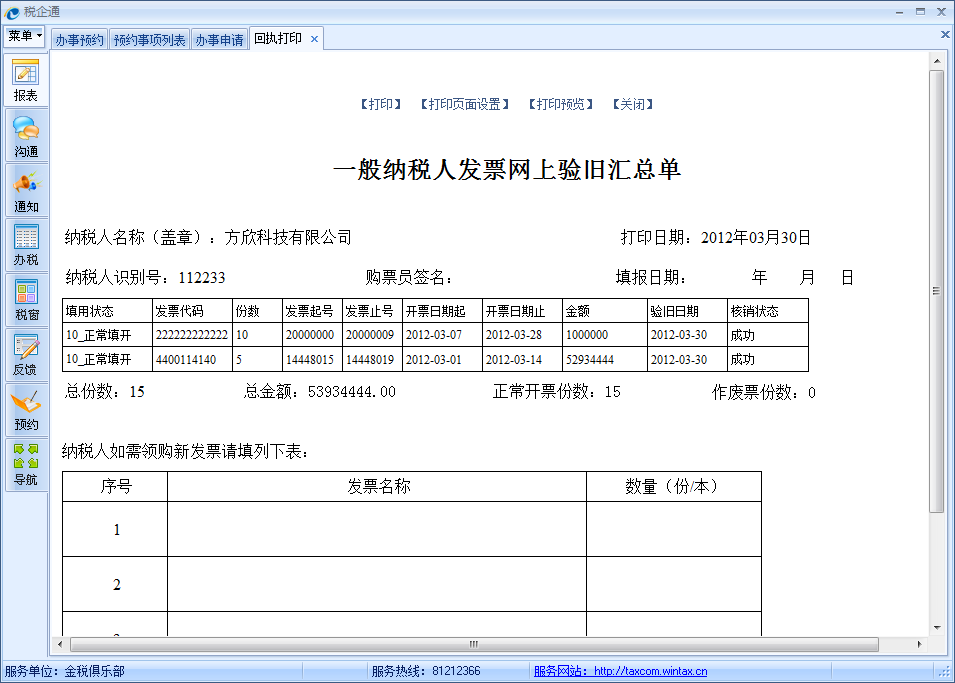 税企通
菜单
办事预约 预约事项列表 办事申请 回执打印
报表
沟通
通知
办税
税窗
反馈
预约
导航
【打印】 【打印页面设置】 【打印预览】 【关闭】
一般纳税人发票网上验旧汇总单
纳税人名称（盖章）：方欣科技有限公司 打印日期：2012年03月30日
纳税人识别号：112233 购票员签名： 填报日期： 年 月 日
填用状态 发票代码 份数 发票起号 发票止号 开票日期起 开票日期止 金额 验旧日期 核销状态
10_正常填开 222222222222 10 20000000 20000009 2012-03-07 2012-03-28 1000000 2012-03-30 成功
10_正常填开 4400114140 5 14448015 14448019 2012-03-01 2012-03-14 52934444 2012-03-30 成功
总份数：15 总金额：53934444.00 正常开票份数：15 作废票份数：0
纳税人如需领购新发票请填列下表：
序号 发票名称 数量（份/本）
1
2
服务单位：金税俱乐部 服务热线：81212366 服务网站：http://taxcom.wintax.cn